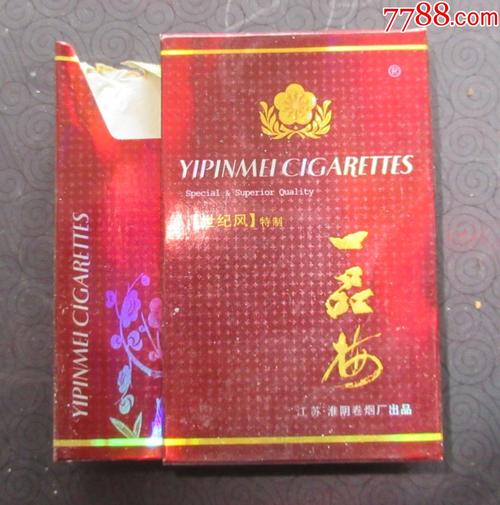 7788.com
®
YIPINMEI CIGARETTES
Special & Superior Quality
【世纪风】特制
一品梅
江苏·淮阴卷烟厂出品
YIPINMEI CIGARETTES